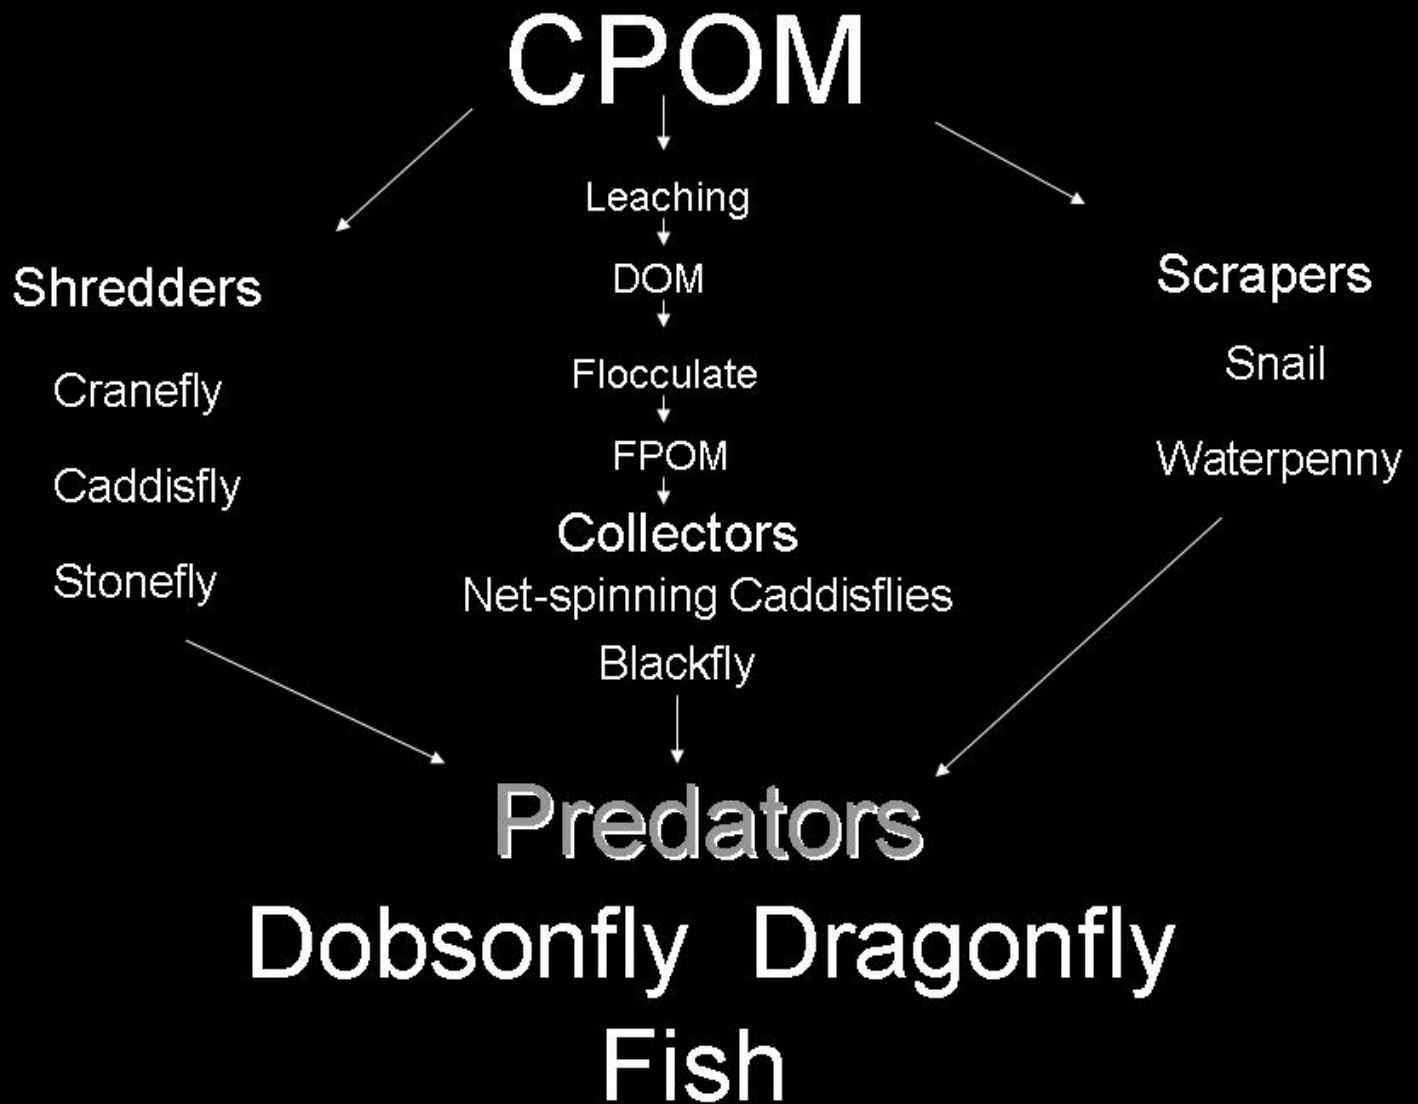 CPOM
Leaching
DOM
Flocculate
FPOM
Collectors
Net-spinning Caddisflies
Blackfly
Shredders
Cranefly
Caddisfly
Stonefly
Scrapers
Snail
Waterpenny
Predators
Dobsonfly Dragonfly
Fish